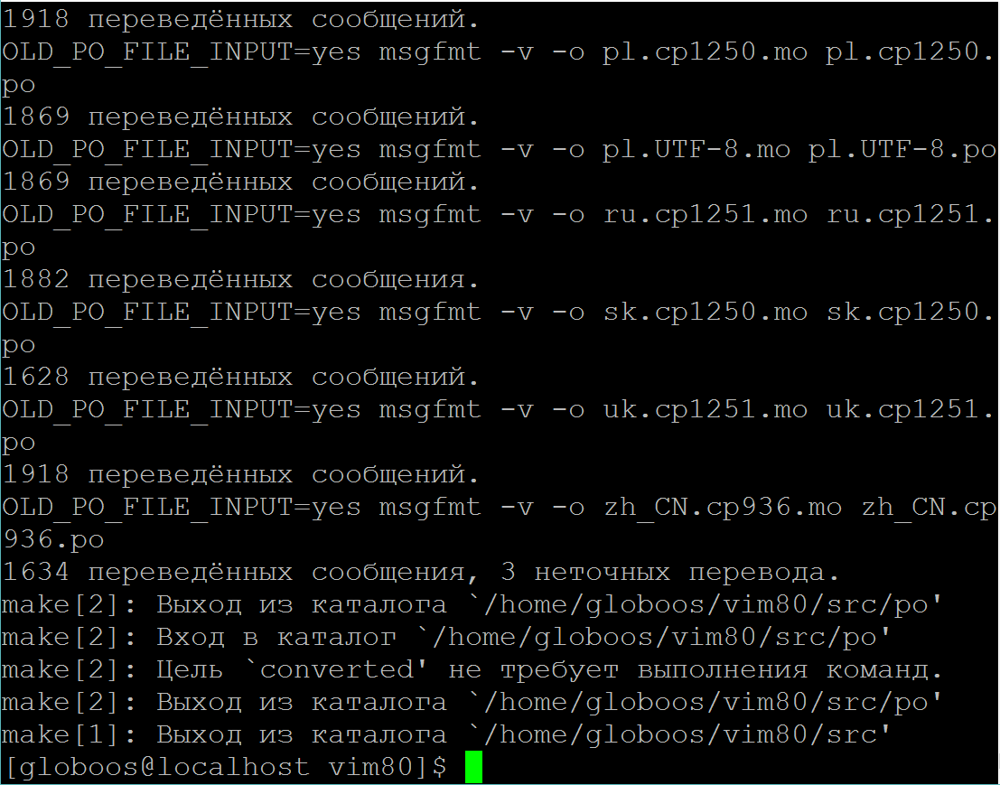 1918 переведённых сообщений.
OLD_PO_FILE_INPUT=yes msgfmt -v -o pl.cp1250.mo pl.cp1250.
po
1869 переведённых сообщений.
OLD_PO_FILE_INPUT=yes msgfmt -v -o pl.UTF-8.mo pl.UTF-8.po
1869 переведённых сообщений.
OLD_PO_FILE_INPUT=yes msgfmt -v -o ru.cp1251.mo ru.cp1251.
po
1882 переведённых сообщения.
OLD_PO_FILE_INPUT=yes msgfmt -v -o sk.cp1250.mo sk.cp1250.
po
1628 переведённых сообщений.
OLD_PO_FILE_INPUT=yes msgfmt -v -o uk.cp1251.mo uk.cp1251.
po
1918 переведённых сообщений.
OLD_PO_FILE_INPUT=yes msgfmt -v -o zh_CN.cp936.mo zh_CN.cp
936.po
1634 переведённых сообщения, 3 неточных перевода.
make[2]: Выход из каталога `/home/globoos/vim80/src/po'
make[2]: Вход в каталог `/home/globoos/vim80/src/po'
make[2]: Цель `converted' не требует выполнения команд.
make[2]: Выход из каталога `/home/globoos/vim80/src/po'
make[1]: Выход из каталога `/home/globoos/vim80/src'
[globoos@localhost vim80]$